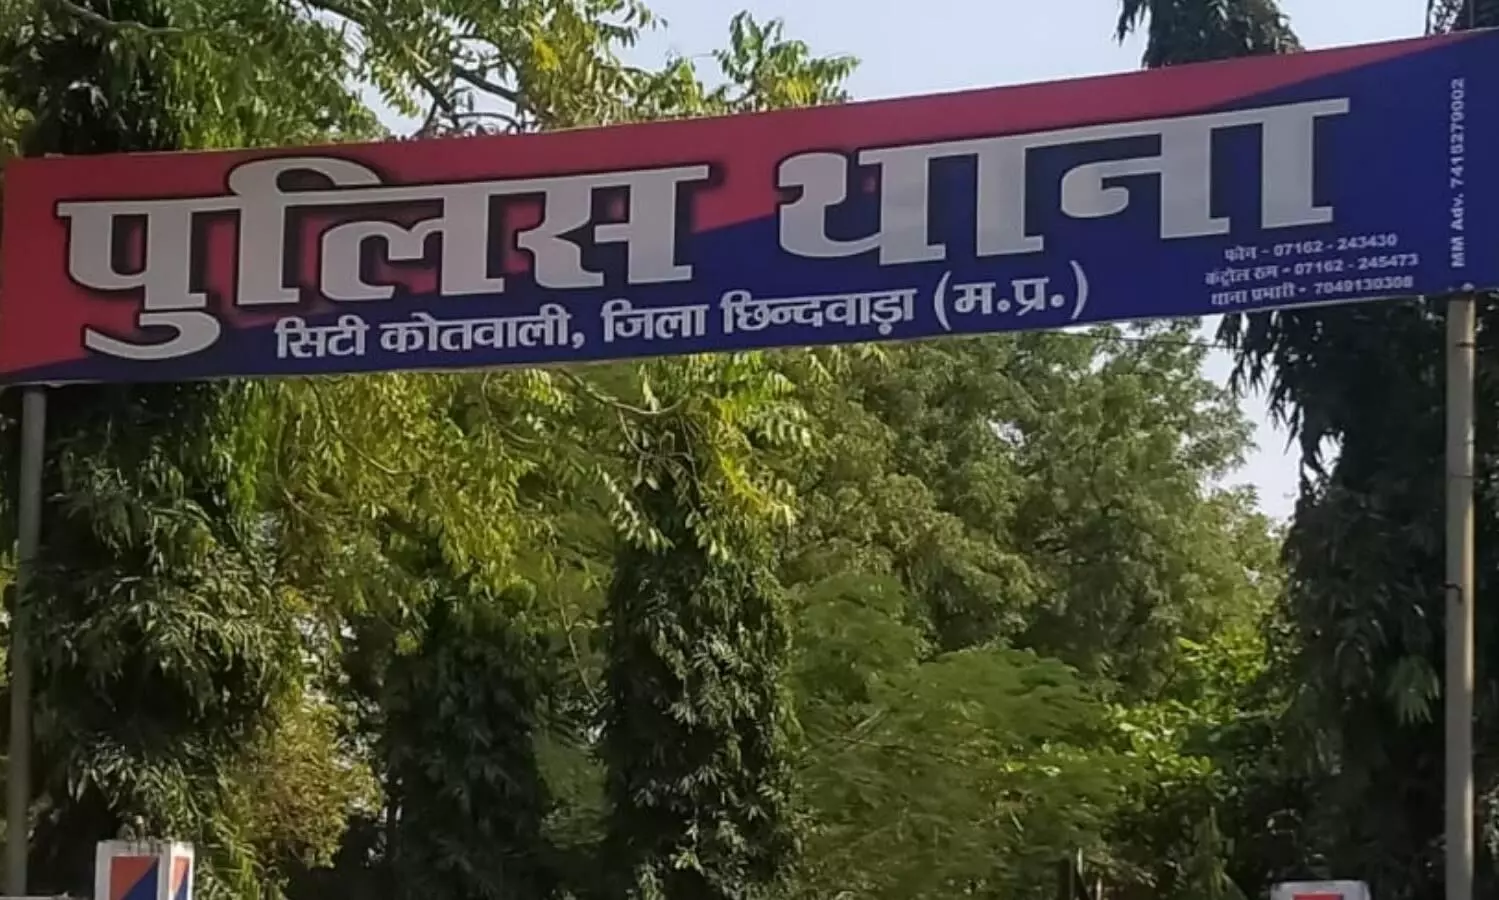 पुलिस थाना
सिटी कोतवाली, जिला छिन्दवाड़ा (म.प्र.)
फोन - 07162 - 243430
कंट्रोल रुम - 07162 - 245473
थाना प्रभारी - 7049130308
MM Adv. 7415270002